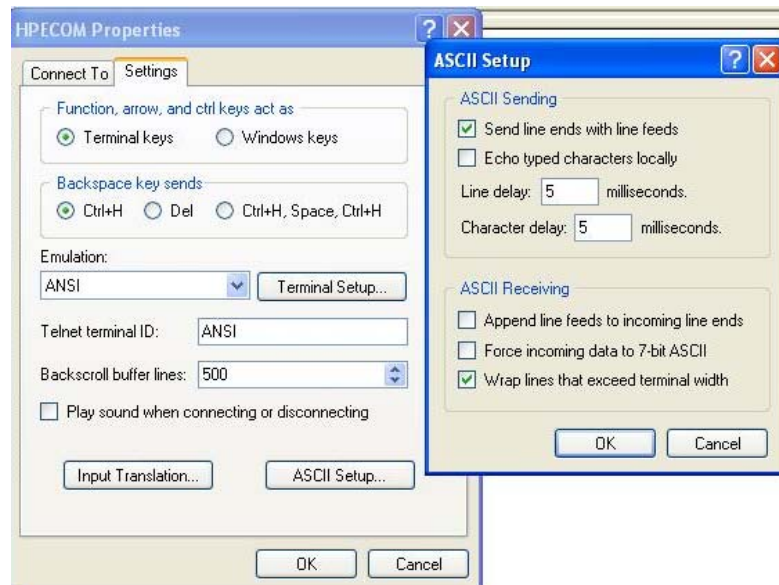 HPECOM Properties
Connect To
Settings
Function, arrow, and ctrl keys act as
Terminal keys
Windows keys
Backspace key sends
Ctrl+H
Del
Ctrl+H, Space, Ctrl+H
Emulation:
ANSI
Terminal Setup...
Telnet terminal ID:
ANSI
Backscroll buffer lines:
500
Play sound when connecting or disconnecting
Input Translation...
ASCII Setup...
OK
Cancel
ASCII Setup
ASCII Sending
Send line ends with line feeds
Echo typed characters locally
Line delay: 5 milliseconds.
Character delay: 5 milliseconds.
ASCII Receiving
Append line feeds to incoming line ends
Force incoming data to 7-bit ASCII
Wrap lines that exceed terminal width
OK
Cancel